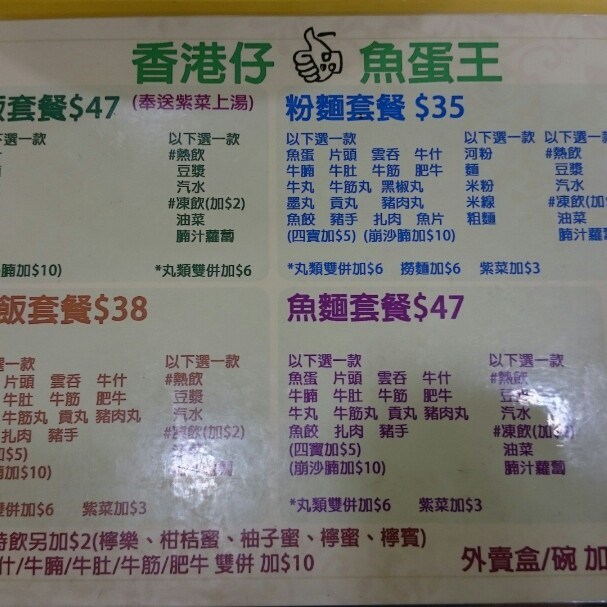 香港仔 魚蛋王
飯套餐$47 (奉送紫菜上湯)
下選一款 以下選一款
#熱飲
豆漿
汽水
#凍飲(加$2)
油菜
腩汁蘿蔔
腩加$10) *丸類雙併加$6
粉麵套餐 $35
以下選一款 以下選一款 以下選一
魚蛋 片頭 雲吞 牛什 河粉 #熱飲
牛腩 牛肚 牛筋 肥牛 麵 豆漿
牛丸 牛筋丸 黑椒丸 米粉 汽水
墨丸 貢丸 豬肉丸 米線 #凍飲(加
魚餃 豬手 扎肉 魚片 粗麵 油菜
(四寶加$5) (崩沙腩加$10) 腩汁蘿蔔
*丸類雙併加$6 撈麵加$6 紫菜加$3
飯套餐$38
選一款 以下選一款
片頭 雲吞 牛什 #熱飲
牛肚 牛筋 肥牛 豆漿
牛筋丸 貢丸 豬肉丸 汽水
扎肉 豬手 #凍飲(加$2)
加$5)
加$10)
雙併加$6 紫菜加$3
魚麵套餐$47
以下選一款 以下選一款
魚蛋 片頭 雲吞 牛什 #熱飲
牛腩 牛肚 牛筋 肥牛 豆漿
牛丸 牛筋丸 貢丸 豬肉丸 汽水
魚餃 扎肉 豬手 #凍飲(加
(四寶加$5) 油菜
(崩沙腩加$10) 腩汁蘿蔔
*丸類雙併加$6 紫菜加$3
特飲另加$2(檸樂、柑桔蜜、柚子蜜、檸蜜、檸賓)
什/牛腩/牛肚/牛筋/肥牛 雙併 加$10 外賣盒/碗 加